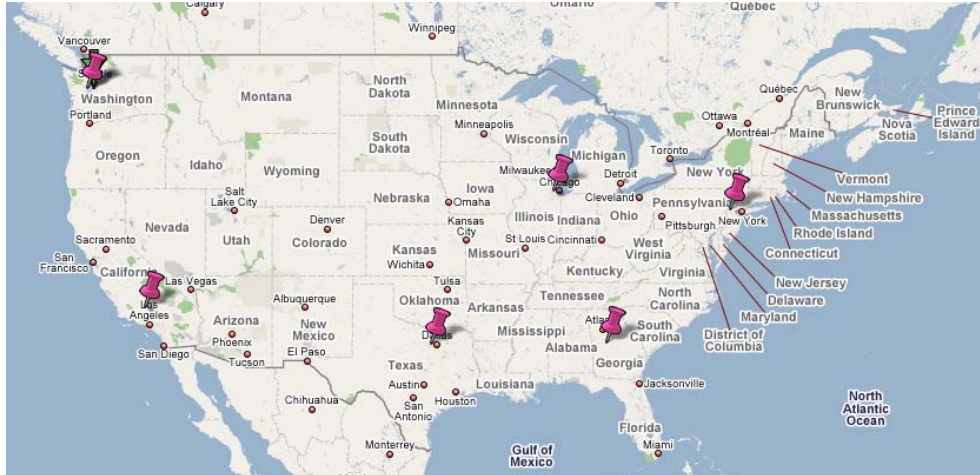 Calgary
Ontario
Québec
Vancouver
Winnipeg
Washington
Portland
Montana
North
Dakota
Minnesota
Minneapolis
Ottawa
Québec
Montréal
New
Brunswick
Maine
Nova
Scotia
Prince
Edward
Island
Oregon
Idaho
Wyoming
South
Dakota
Wisconsin
Michigan
Toronto
Milwaukee
Chicago
Detroit
New York
Vermont
New Hampshire
Massachusetts
Rhode Island
Connecticut
Salt
Lake City
Nebraska
Iowa
Omaha
Cleveland
Pennsylvania
New York
Pittsburgh
Nevada
Utah
Denver
Colorado
Kansas
City
Illinois
Indiana
Ohio
Sacramento
San
Francisco
California
Las Vegas
Kansas
Wichita
Missouri
St Louis
Cincinnati
West
Virginia
Virginia
Kentucky
New Jersey
Delaware
Maryland
District of
Columbia
Los
Angeles
Albuquerque
Arizona
Phoenix
Tucson
New
Mexico
Tulsa
Oklahoma
Arkansas
Tennessee
North
Carolina
South
Carolina
San Diego
El Paso
Dallas
Texas
Mississippi
Alabama
Georgia
Austin
San
Antonio
Houston
Louisiana
Jacksonville
Chihuahua
Monterrey
Florida
Miami
Gulf of
Mexico
North
Atlantic
Ocean